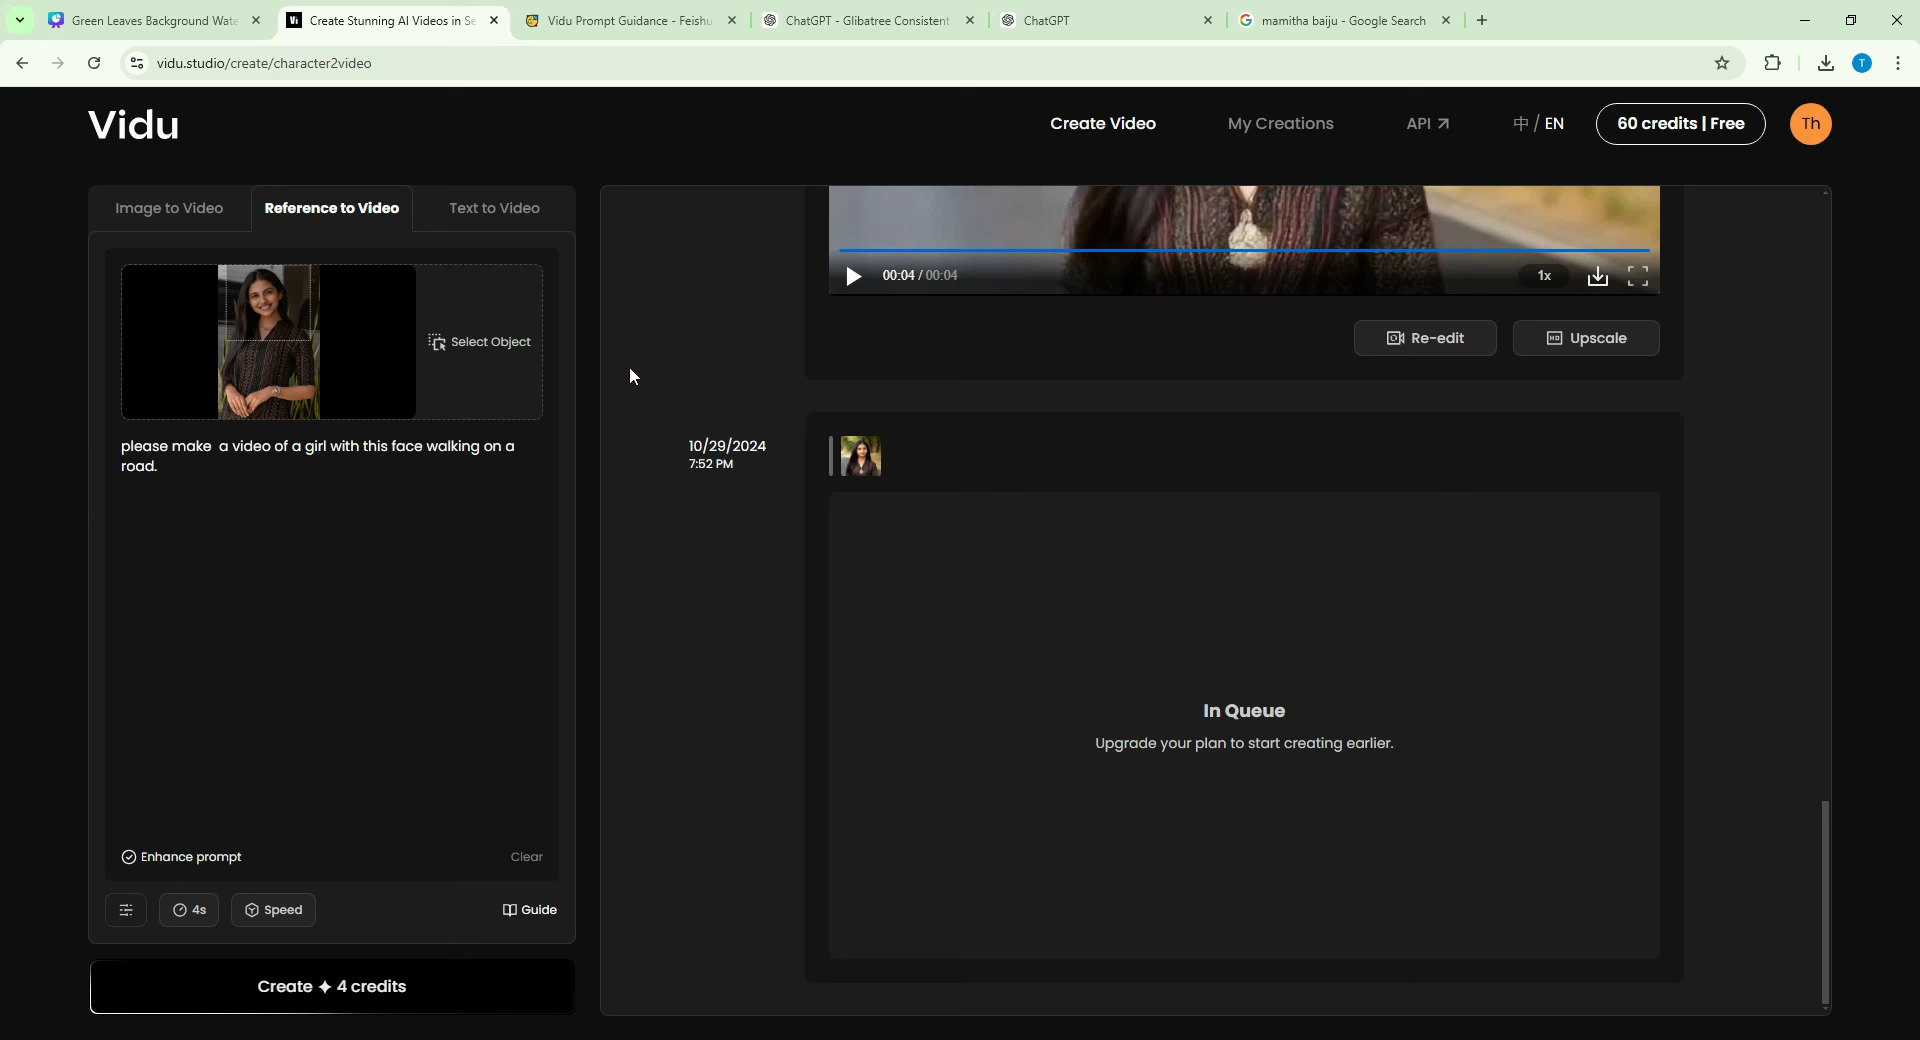 Green Leaves Background Wate
Create Stunning AI Videos in Se
Vidu Prompt Guidance - Feishu
ChatGPT - Glibatree Consistent
ChatGPT
mamitha baiju - Google Search
vidu.studio/create/character2video
T
Vidu
Create Video
My Creations
API
中 / EN
60 credits | Free
Th
Image to Video
Reference to Video
Text to Video
Select Object
please make a video of a girl with this face walking on a
road.
Enhance prompt
Clear
4s
Speed
Guide
Create ✦ 4 credits
00:04 / 00:04
1x
Re-edit
HD Upscale
10/29/2024
7:52 PM
In Queue
Upgrade your plan to start creating earlier.